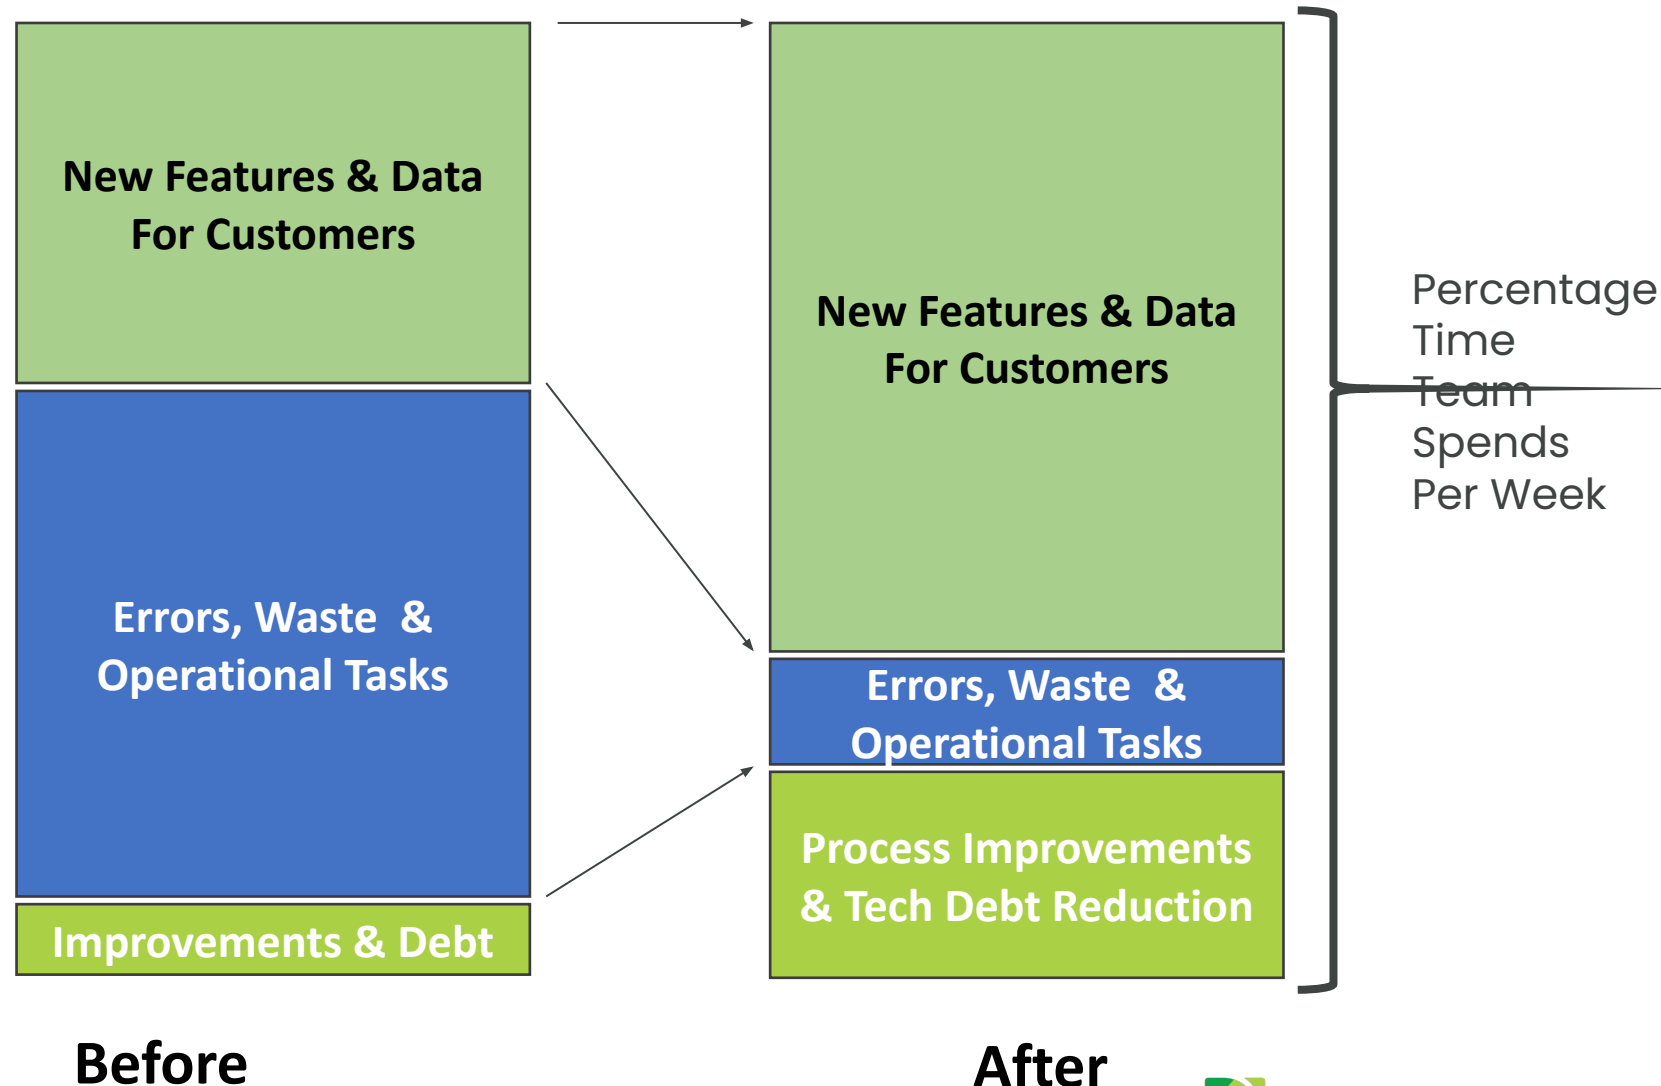 New Features & Data
For Customers
Errors, Waste  &
Operational Tasks
Improvements & Debt
Before
New Features & Data
For Customers
Errors, Waste  &
Operational Tasks
Process Improvements
& Tech Debt Reduction
After
Percentage
Time
Team
Spends
Per Week